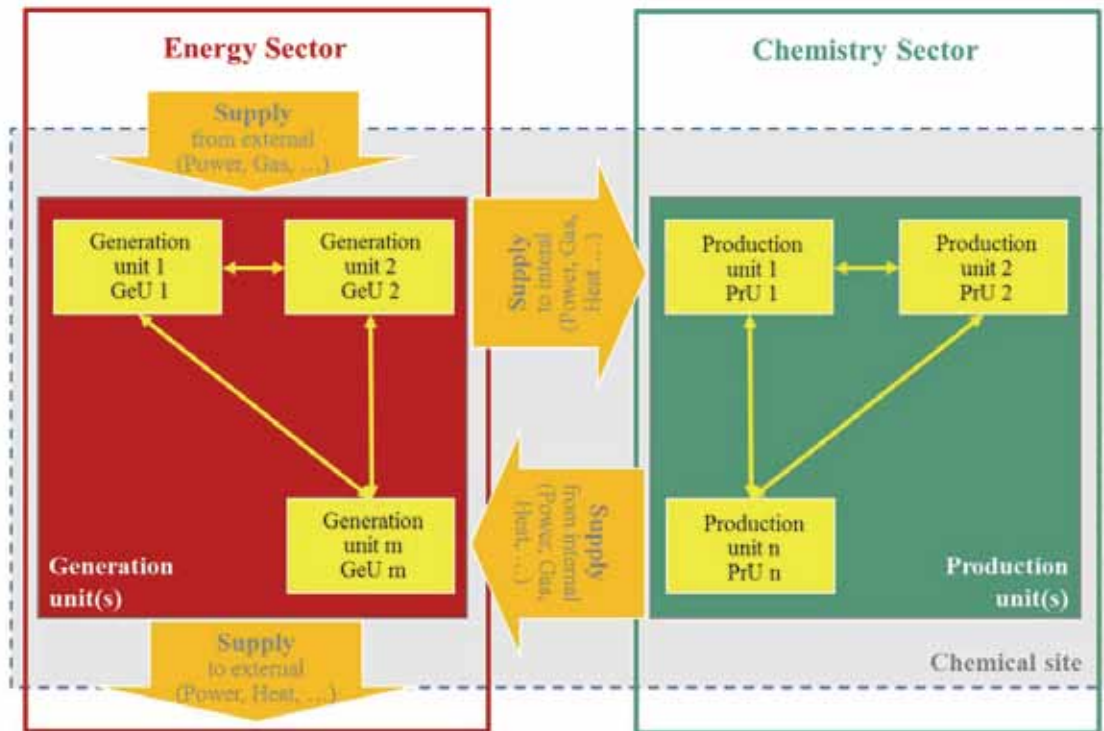 Energy Sector
Chemistry Sector
Supply
from external
(Power, Gas, …)
Generation
unit 1
GeU 1
Generation
unit 2
GeU 2
Generation
unit m
GeU m
Generation
unit(s)
Supply
to external
(Power, Heat, …)
Supply
to intenal
(Power, Gas,
Heat …)
Supply
from internal
(Power, Gas,
Heat, …)
Production
unit 1
PrU 1
Production
unit 2
PrU 2
Production
unit n
PrU n
Production
unit(s)
Chemical site